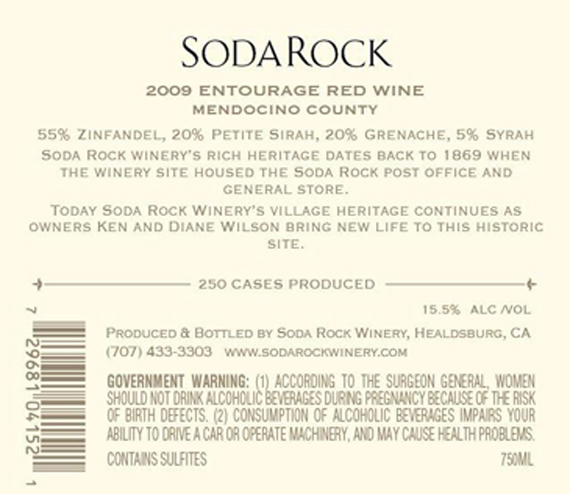 SODAROCK
2009 ENTOURAGE RED WINE
MENDOCINO COUNTY
55% ZINFANDEL, 20% PETITE SIRAH, 20% GRENACHE, 5% SYRAH
SODA ROCK WINERY'S RICH HERITAGE DATES BACK TO 1869 WHEN
THE WINERY SITE HOUSED THE SODA ROCK POST OFFICE AND
GENERAL STORE.
TODAY SODA ROCK WINERY'S VILLAGE HERITAGE CONTINUES AS
OWNERS KEN AND DIANE WILSON BRING NEW LIFE TO THIS HISTORIC
SITE.
250 CASES PRODUCED
15.5% ALC /VOL
PRODUCED & BOTTLED BY SODA ROCK WINERY, HEALDSBURG, CA
(707) 433-3303 WWW.SODAROCKWINERY.COM
GOVERNMENT WARNING: (1) ACCORDING TO THE SURGEON GENERAL, WOMEN
SHOULD NOT DRINK ALCOHOLIC BEVERAGES DURING PREGNANCY BECAUSE OF THE RISK
OF BIRTH DEFECTS. (2) CONSUMPTION OF ALCOHOLIC BEVERAGES IMPAIRS YOUR
ABILITY TO DRIVE A CAR OR OPERATE MACHINERY, AND MAY CAUSE HEALTH PROBLEMS.
CONTAINS SULFITES 750ML
7 29681 04152 1